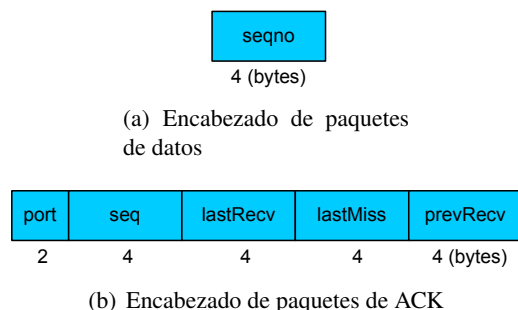 seqno
4 (bytes)
(a) Encabezado de paquetes
de datos
port seq lastRecv lastMiss prevRecv
2 4 4 4 4 (bytes)
(b) Encabezado de paquetes de ACK